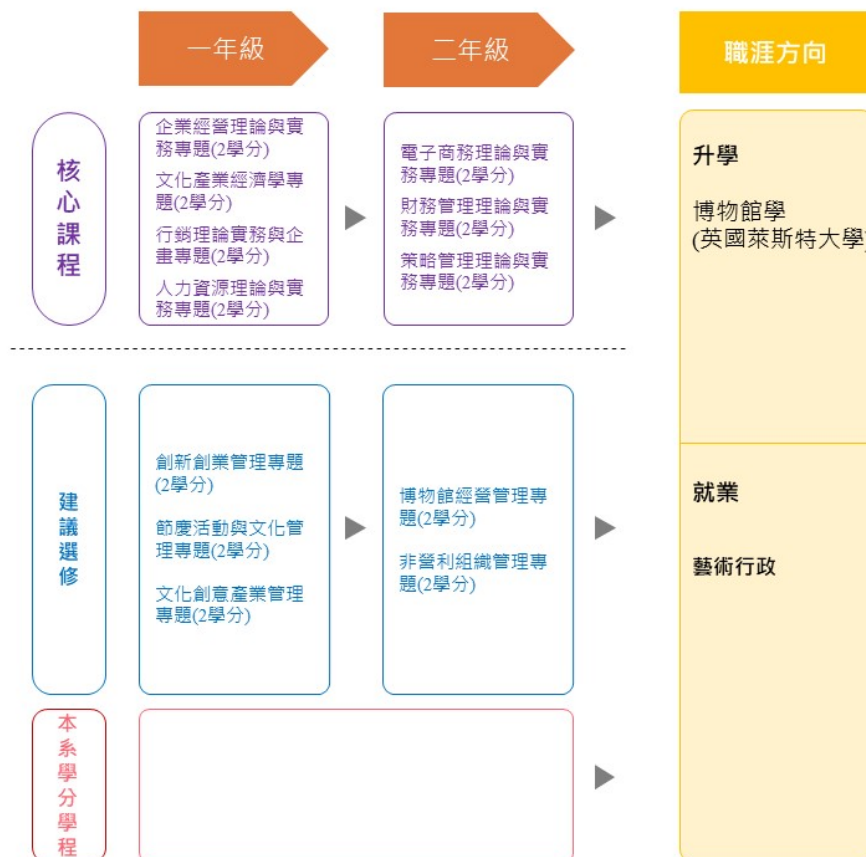 一年級
二年級
職涯方向
核
心
課
程
企業經營理論與實
務專題(2學分)
文化產業經濟學專
題(2學分)
行銷理論實務與企
畫專題(2學分)
人力資源理論與實
務專題(2學分)
電子商務理論與實
務專題(2學分)
財務管理理論與實
務專題(2學分)
策略管理理論與實
務專題(2學分)
升學
博物館學
(英國萊斯特大學)
建
議
選
修
創新創業管理專題
(2學分)
節慶活動與文化管
理專題(2學分)
文化創意產業管理
專題(2學分)
博物館經營管理專
題(2學分)
非營利組織管理專
題(2學分)
就業
藝術行政
本
系
學
分
學
程